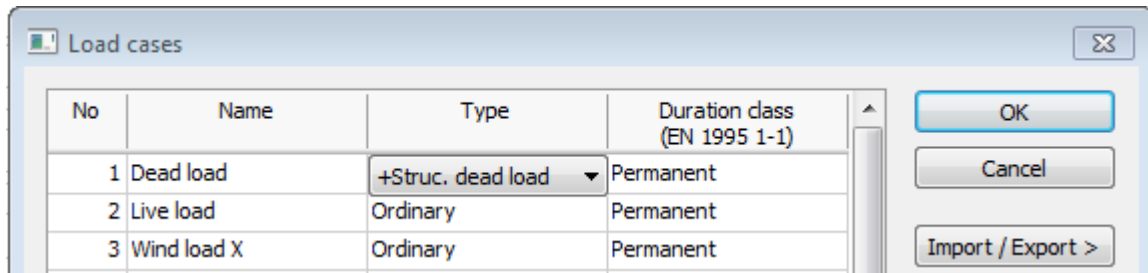 Load cases
No Name Type Duration class
(EN 1995 1-1)
OK
1 Dead load +Struc. dead load Permanent
Cancel
2 Live load Ordinary Permanent
3 Wind load X Ordinary Permanent
Import / Export >